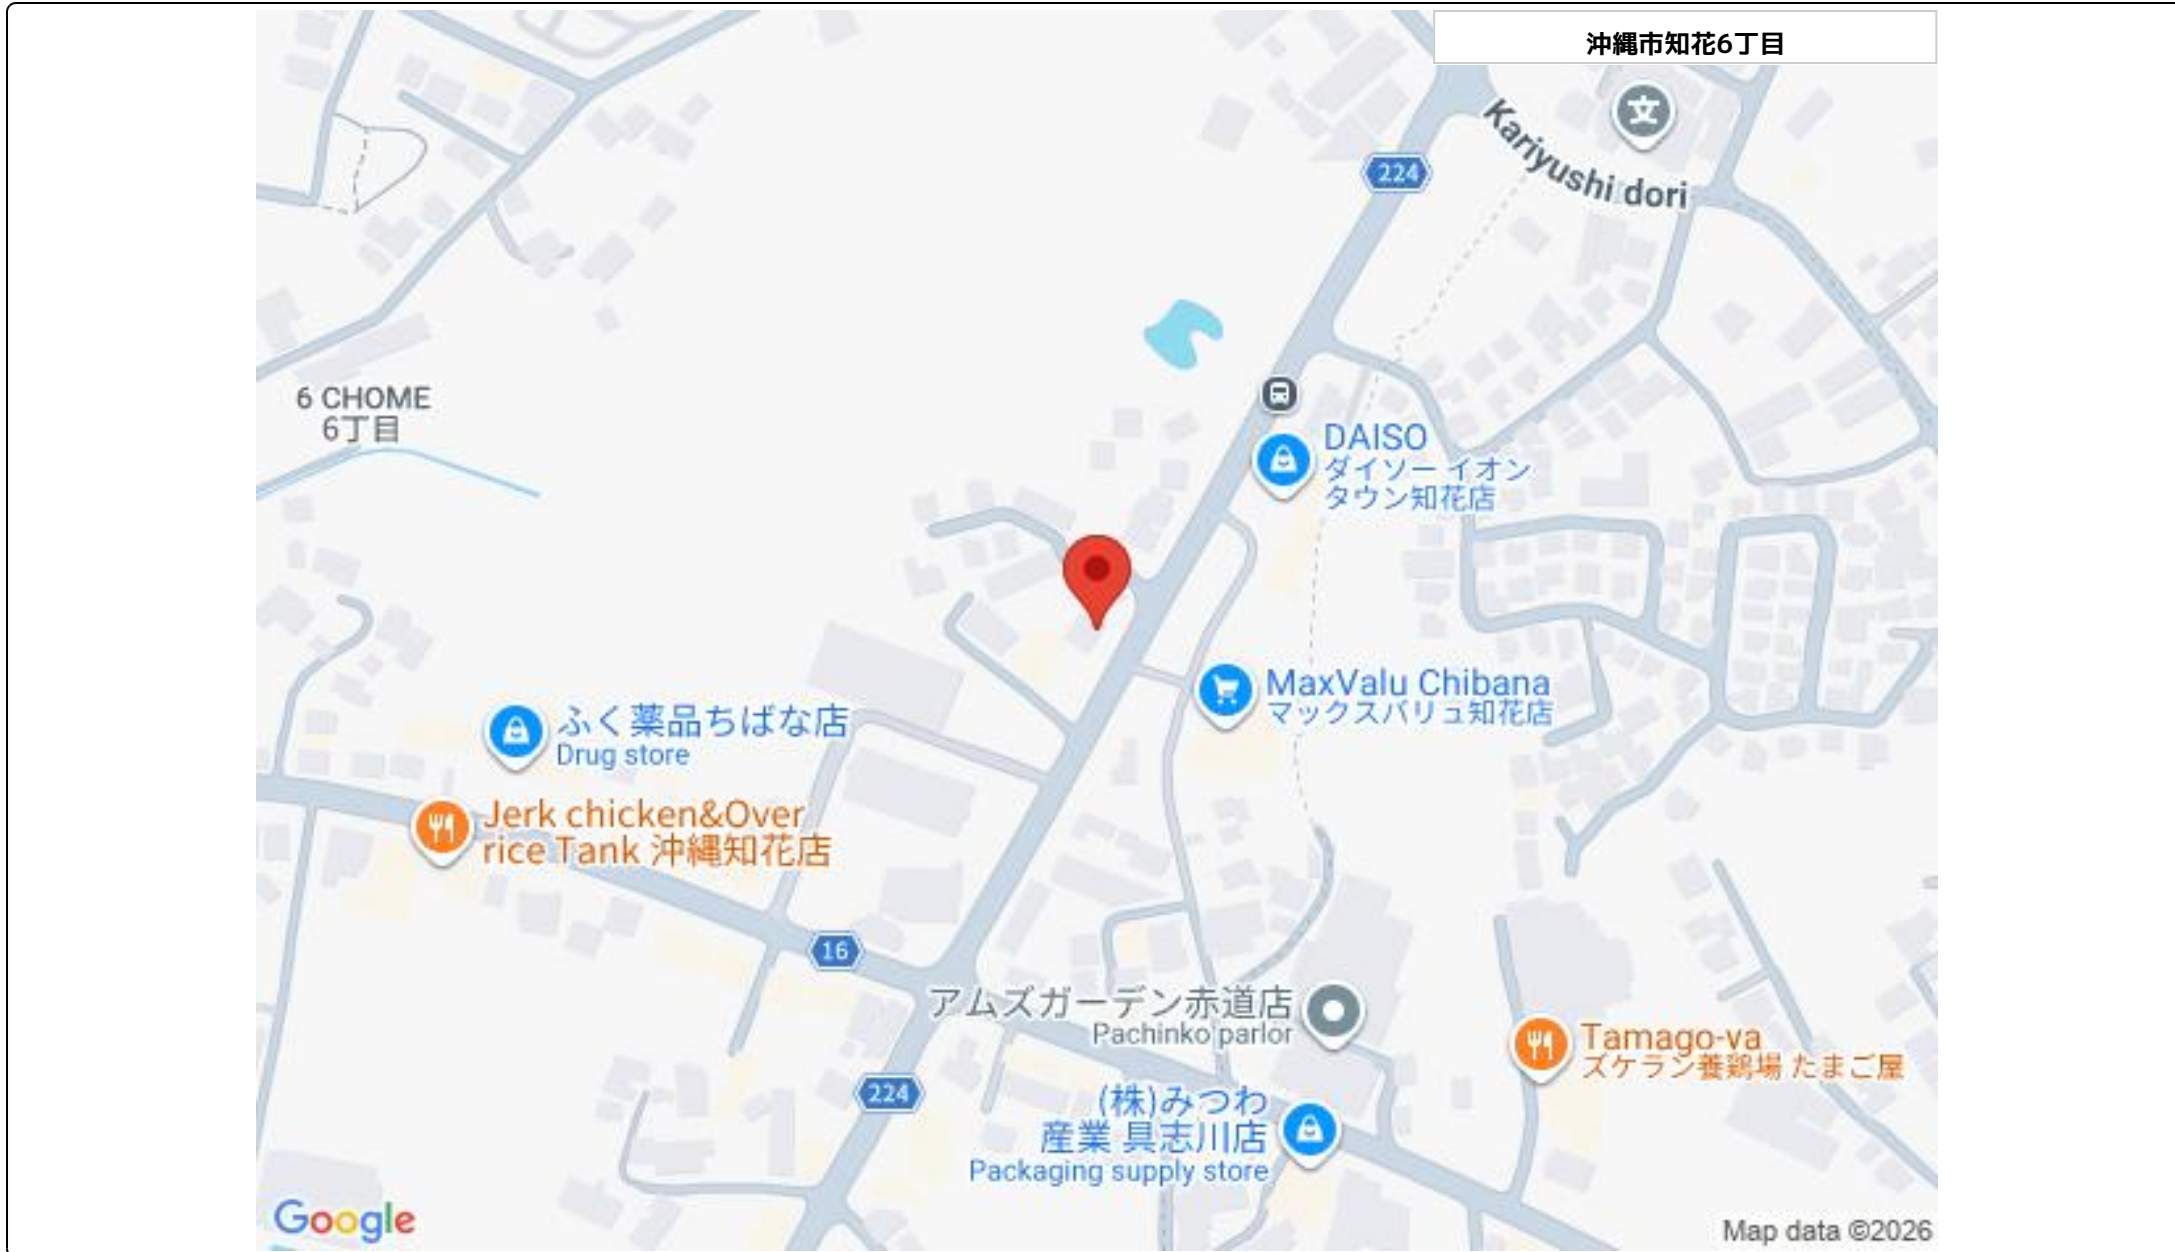 沖縄市知花6丁目
Kariyushi dori
224
6 CHOME
6丁目
DAISO
ダイソー イオン
タウン知花店
MaxValu Chibana
マックスバリュ知花店
ふく薬品ちばな店
Drug store
Jerk chicken&Over
rice Tank 沖縄知花店
16
アムズガーデン赤道店
Pachinko parlor
Tamago-ya
ズケラン養鶏場 たまご屋
224
(株)みつわ
産業 具志川店
Packaging supply store
Google
Map data ©2026
文